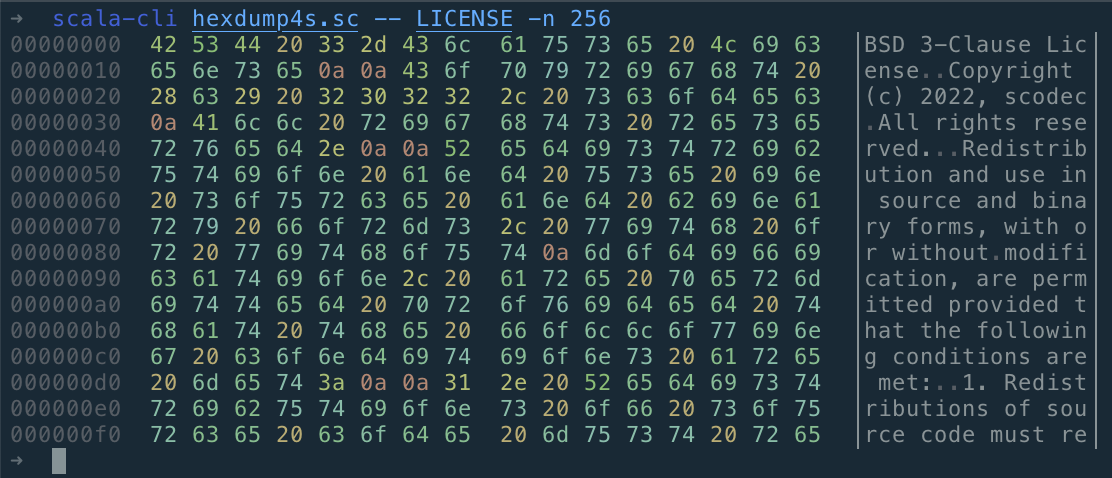 →  scala-cli hexdump4s.sc -- LICENSE -n 256
00000000  42 53 44 20 33 2d 43 6c  61 75 73 65 20 4c 69 63  │BSD 3-Clause Lic│
00000010  65 6e 73 65 0a 0a 43 6f  70 79 72 69 67 68 74 20  │ense..Copyright │
00000020  28 63 29 20 32 30 32 32  2c 20 73 63 6f 64 65 63  │(c) 2022, scodec│
00000030  0a 41 6c 6c 20 72 69 67  68 74 73 20 72 65 73 65  │.All rights rese│
00000040  72 76 65 64 2e 0a 0a 52  65 64 69 73 74 72 69 62  │rved...Redistrib│
00000050  75 74 69 6f 6e 20 61 6e  64 20 75 73 65 20 69 6e  │ution and use in│
00000060  20 73 6f 75 72 63 65 20  61 6e 64 20 62 69 6e 61  │ source and bina│
00000070  72 79 20 66 6f 72 6d 73  2c 20 77 69 74 68 20 6f  │ry forms, with o│
00000080  72 20 77 69 74 68 6f 75  74 0a 6d 6f 64 69 66 69  │r without.modifi│
00000090  63 61 74 69 6f 6e 2c 20  61 72 65 20 70 65 72 6d  │cation, are perm│
000000a0  69 74 74 65 64 20 70 72  6f 76 69 64 65 64 20 74  │itted provided t│
000000b0  68 61 74 20 74 68 65 20  66 6f 6c 6c 6f 77 69 6e  │hat the followin│
000000c0  67 20 63 6f 6e 64 69 74  69 6f 6e 73 20 61 72 65  │g conditions are│
000000d0  20 6d 65 74 3a 0a 0a 31  2e 20 52 65 64 69 73 74  │ met:..1. Redist│
000000e0  72 69 62 75 74 69 6f 6e  73 20 6f 66 20 73 6f 75  │ributions of sou│
000000f0  72 63 65 20 63 6f 64 65  20 6d 75 73 74 20 72 65  │rce code must re│
→